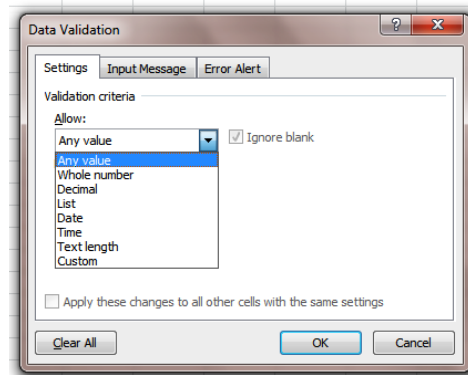 Data Validation
Settings Input Message Error Alert
Validation criteria
Allow:
Any value Ignore blank
Any value
Whole number
Decimal
List
Date
Time
Text length
Custom
Apply these changes to all other cells with the same settings
Clear All OK Cancel